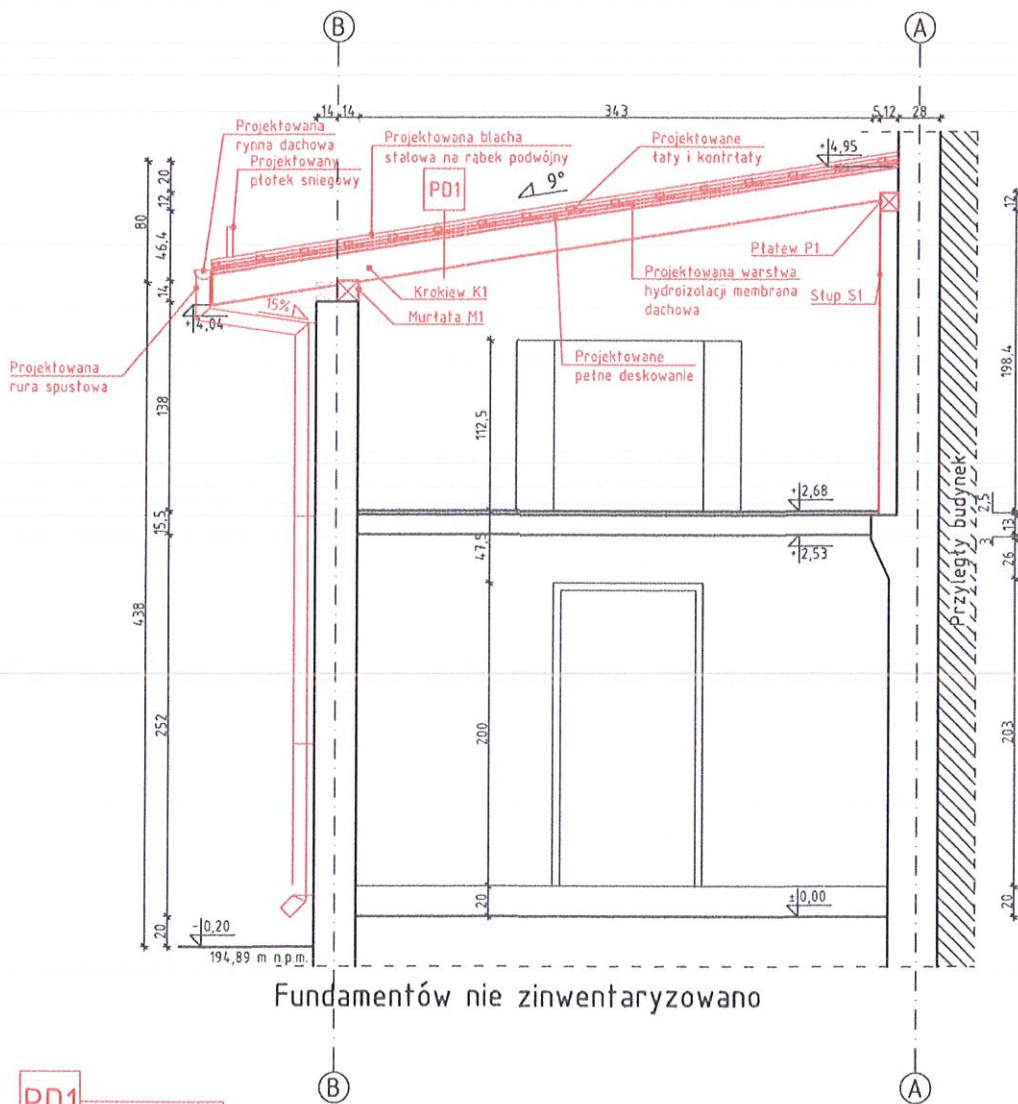 B
A
14
14
343
5
12
28
Projektowana
rynna dachowa
Projektowany
płotek sniegowy
Projektowana blacha
stalowa na rąbek podwójny
Projektowane
łaty i kontrłaty
+4,95
9°
PD1
20
12
80
46,4
14
12
Płatew P1
Krokiew K1
Murłata M1
Projektowana warstwa
hydroizolacji membrana
dachowa
Słup S1
15%
+4,04
Projektowana
rura spustowa
Projektowane
pełne deskowanie
138
112,5
198,4
+2,68
2,5
15,5
47,5
13
3
+2,53
26
Przyległy budynek
438
252
200
203
20
±0,00
20
20
-0,20
194,89 m n.p.m.
Fundamentów nie zinwentaryzowano
B
A
PD1